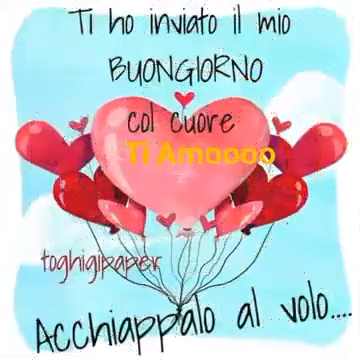 Ti ho inviato il mio
BUONGIORNO
col cuore
Ti Amoooo
toghigipaper
Acchiappalo al volo....